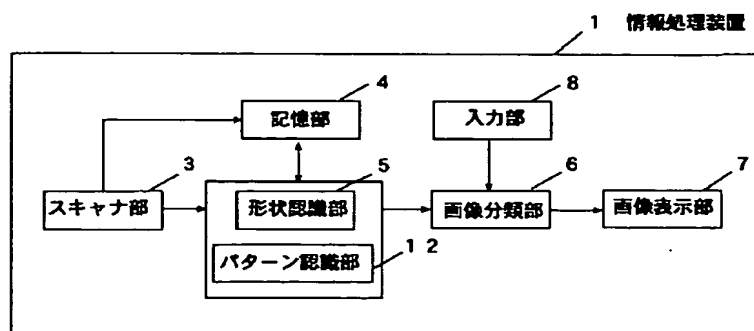 1 情報処理装置
4
記憶部
8
入力部
3
スキャナ部
5
形状認識部
6
画像分類部
7
画像表示部
パターン認識部
12